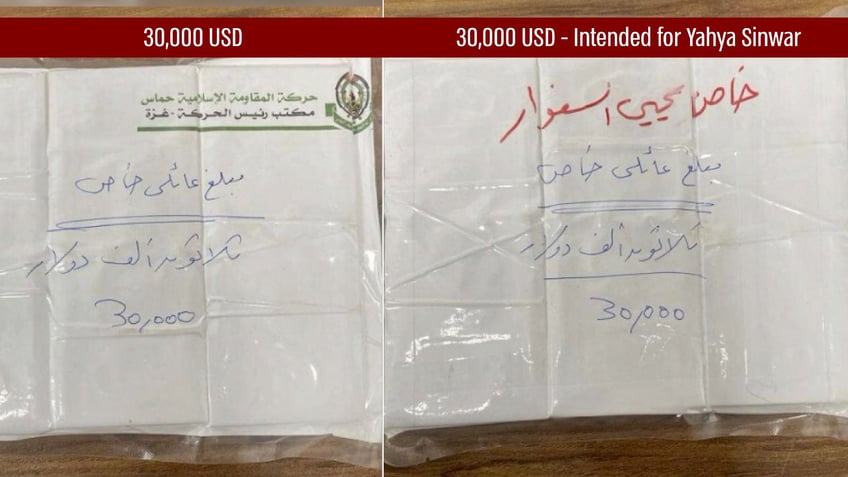 30,000 USD
حركة المقاومة الإسلامية حماس
مكتب رئيس الحركة - غزة
مبلغ عائلي خاص
ثلاثون ألف دولار
30,000
30,000 USD - Intended for Yahya Sinwar
خاص يحيى السنوار
مبلغ عائلي خاص
ثلاثون ألف دولار
30,000